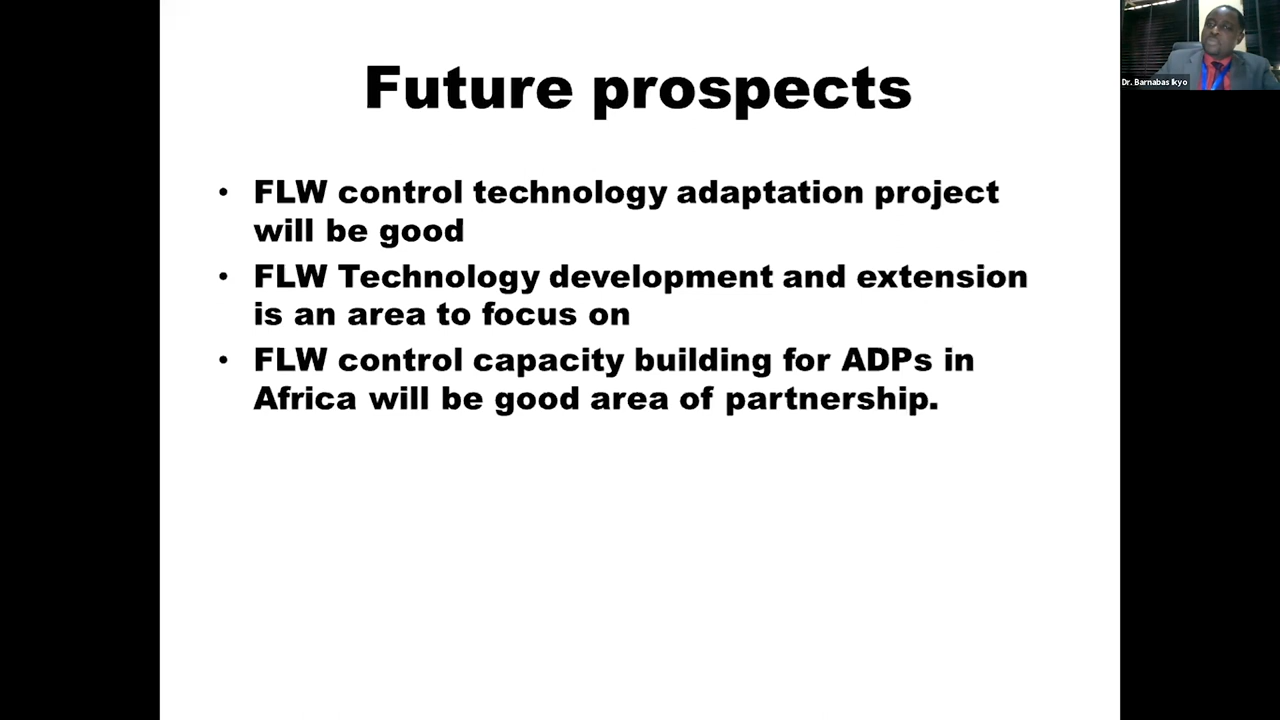 Future prospects
• FLW control technology adaptation project
will be good
• FLW Technology development and extension
is an area to focus on
• FLW control capacity building for ADPs in
Africa will be good area of partnership.
Dr. Barnabas Ikyo